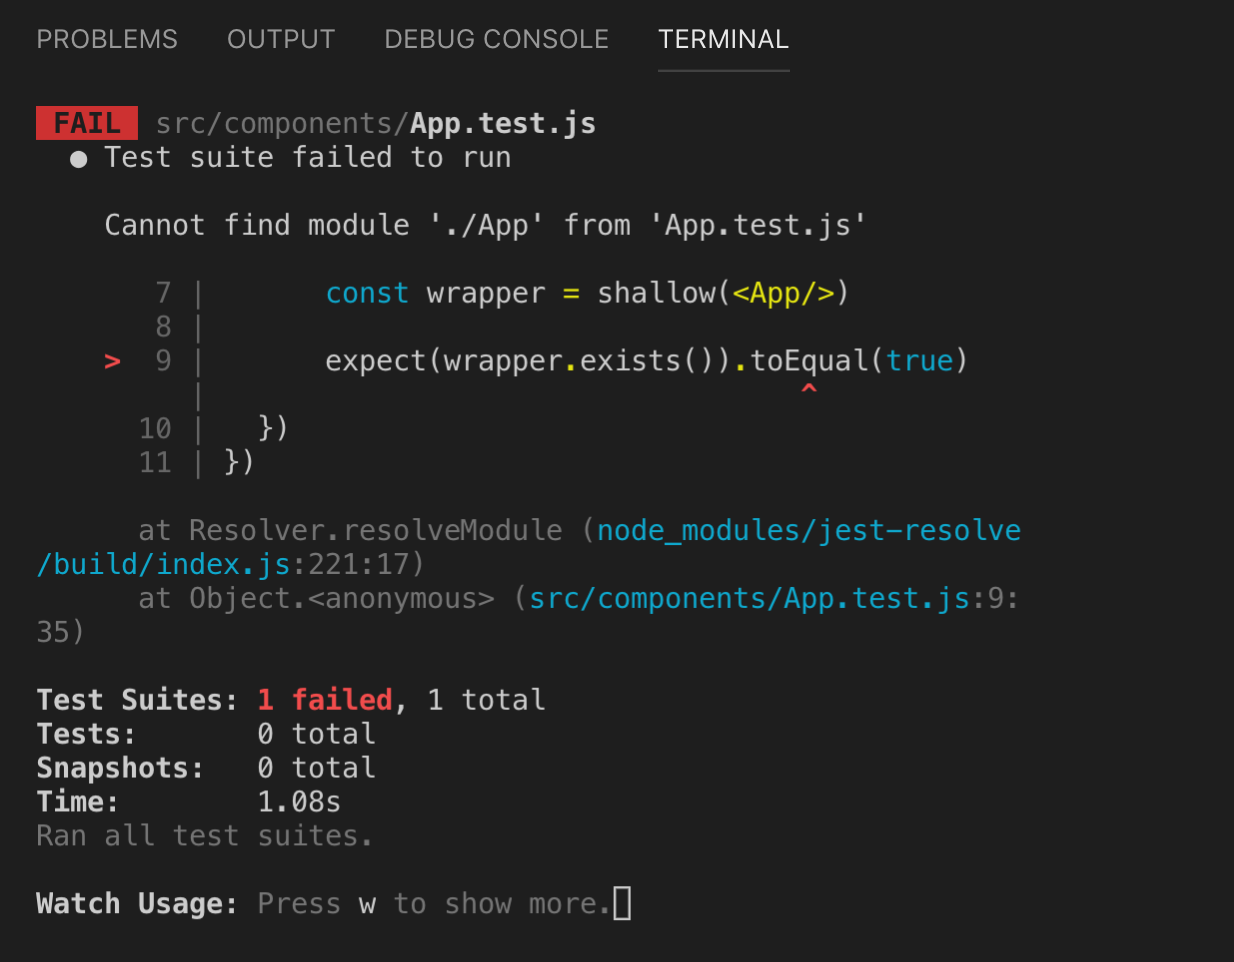 PROBLEMS OUTPUT DEBUG CONSOLE TERMINAL
FAIL src/components/App.test.js
● Test suite failed to run
Cannot find module './App' from 'App.test.js'
7 | const wrapper = shallow(<App/>)
8 |
> 9 | expect(wrapper.exists()).toEqual(true)
| ^
10 | })
11 | })
at Resolver.resolveModule (node_modules/jest-resolve
/build/index.js:221:17)
at Object.<anonymous> (src/components/App.test.js:9:
35)
Test Suites: 1 failed, 1 total
Tests: 0 total
Snapshots: 0 total
Time: 1.08s
Ran all test suites.
Watch Usage: Press w to show more.